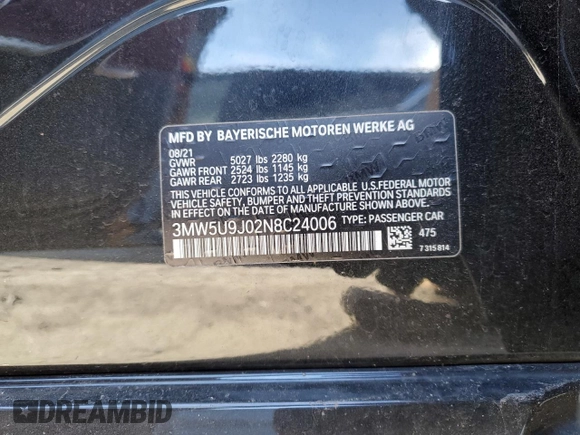 MFD BY BAYERISCHE MOTOREN WERKE AG
08/21
GVWR 5027 lbs 2280 kg
GAWR FRONT 2524 lbs 1145 kg
GAWR REAR 2723 lbs 1235 kg
THIS VEHICLE CONFORMS TO ALL APPLICABLE U.S.FEDERAL MOTOR
VEHICLE SAFETY, BUMPER, AND THEFT PREVENTION STANDARDS
IN EFFECT ON THE DATE OF MANUFACTURE SHOWN ABOVE.
3MW5U9J02N8C24006 TYPE: PASSENGER CAR
475
7315814
DREAMBID